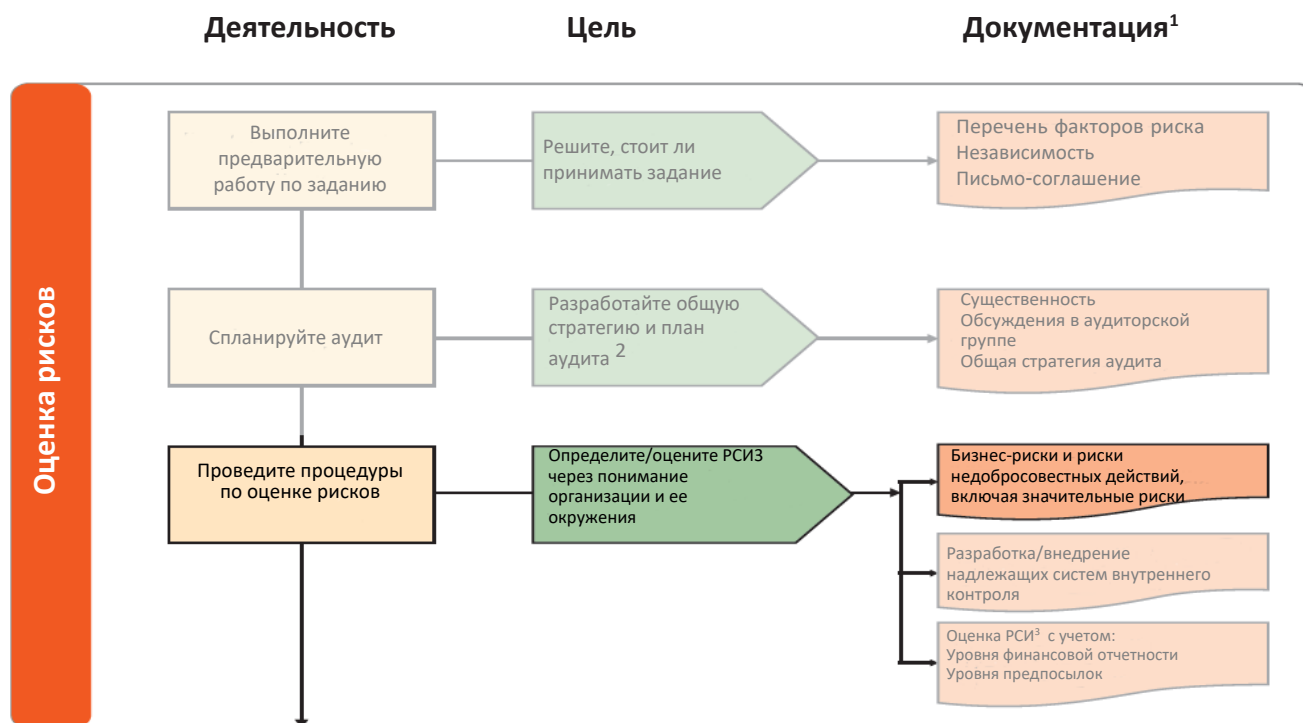 Деятельность
Цель
Документация¹
Оценка рисков
Выполните
предварительную
работу по заданию
Решите, стоит ли
принимать задание
Перечень факторов риска
Независимость
Письмо-соглашение
Спланируйте аудит
Разработайте общую
стратегию и план
аудита ²
Существенность
Обсуждения в аудиторской
группе
Общая стратегия аудита
Проведите процедуры
по оценке рисков
Определите/оцените РСИЗ
через понимание
организации и ее
окружения
Бизнес-риски и риски
недобросовестных действий,
включая значительные риски
Разработка/внедрение
надлежащих систем внутреннего
контроля
Оценка РСИ³ с учетом:
Уровня финансовой отчетности
Уровня предпосылок